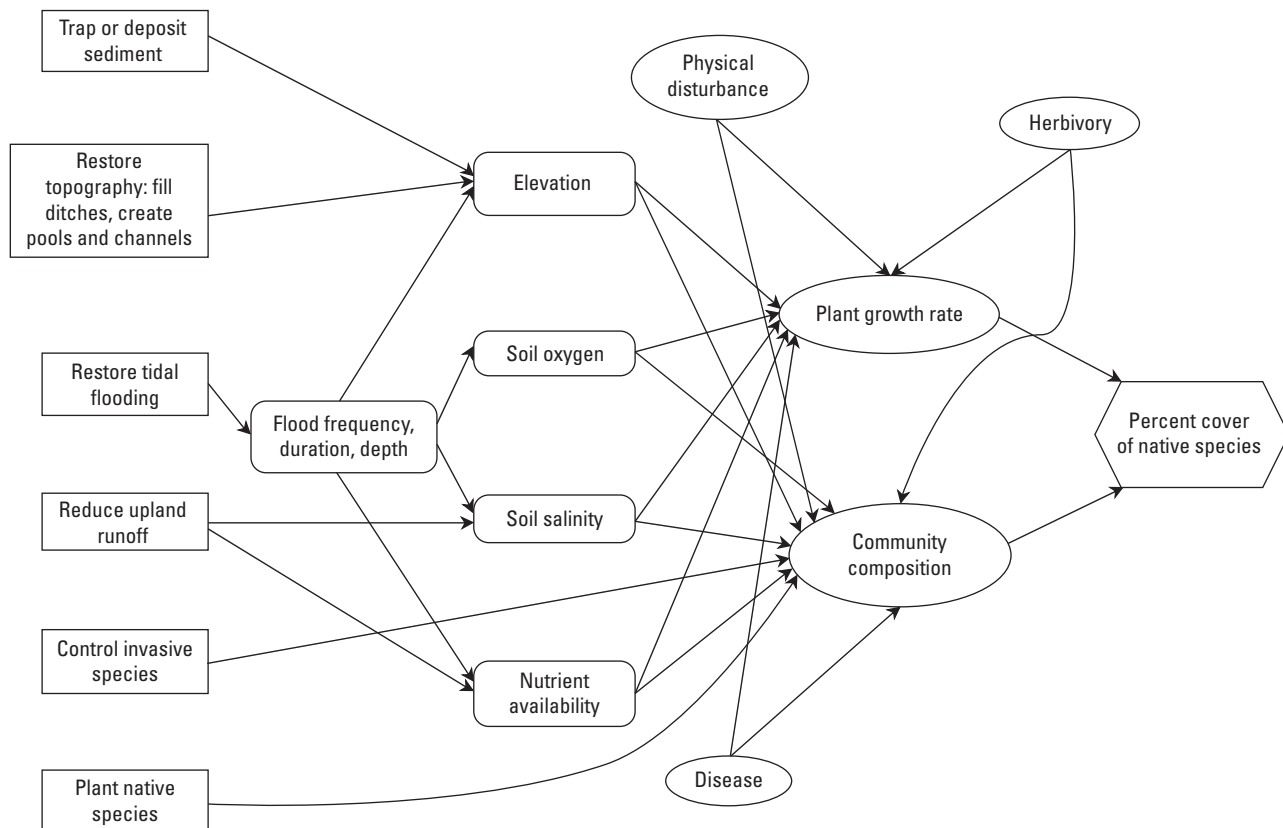 Trap or deposit
sediment
Restore
topography: fill
ditches, create
pools and channels
Restore tidal
flooding
Reduce upland
runoff
Control invasive
species
Plant native
species
Flood frequency,
duration, depth
Elevation
Soil oxygen
Soil salinity
Nutrient
availability
Physical
disturbance
Herbivory
Plant growth rate
Community
composition
Disease
Percent cover
of native species